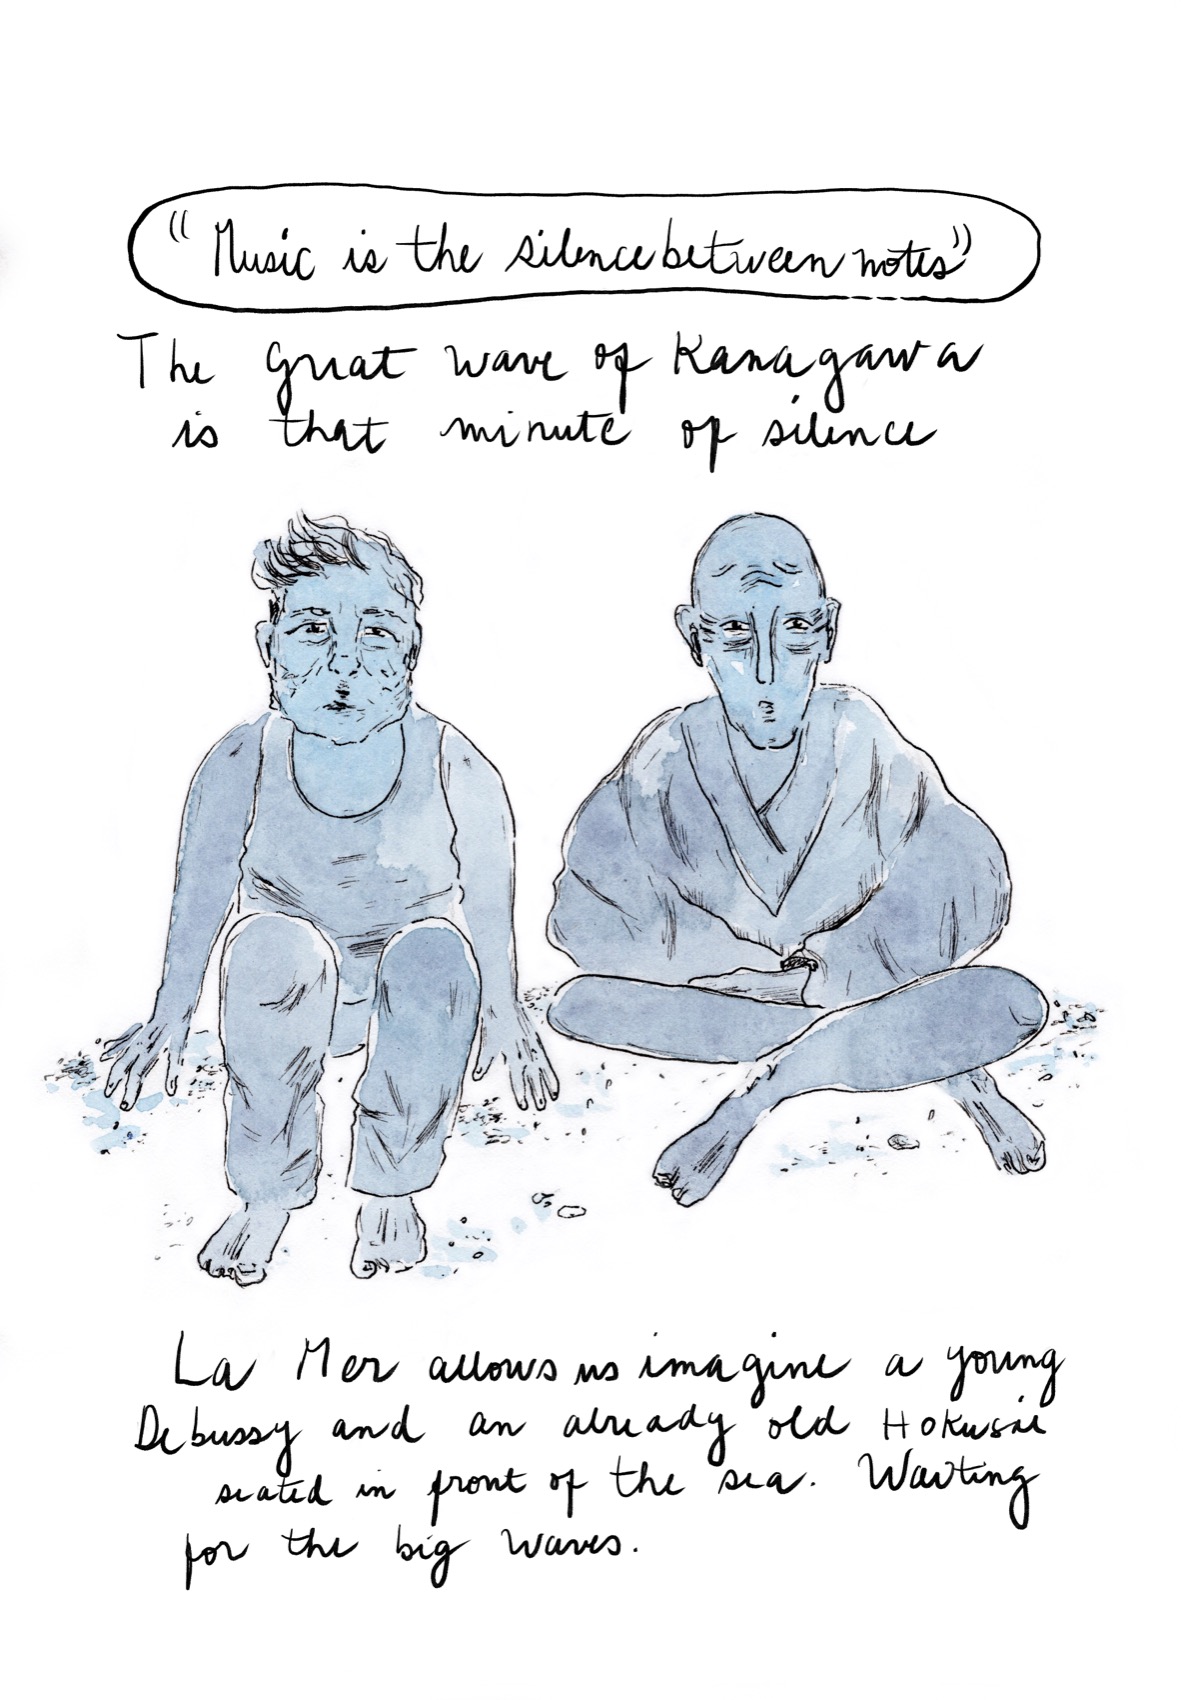 "Music is the silence between notes"
The great wave of Kanagawa
is that minute of silence
La Mer allows us imagine a young
Debussy and an already old Hokusai
seated in front of the sea. Waiting
for the big waves.